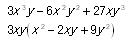 3x³y − 6x²y² + 27xy³
3xy(x² − 2xy + 9y²)